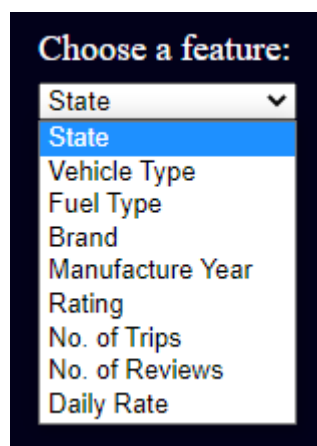 Choose a feature:
State
State
Vehicle Type
Fuel Type
Brand
Manufacture Year
Rating
No. of Trips
No. of Reviews
Daily Rate